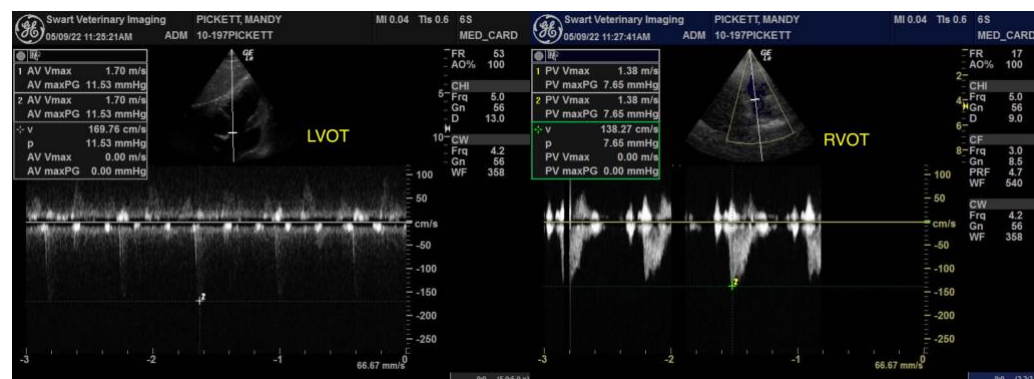 Swart Veterinary Imaging PICKETT, MANDY MI 0.04 TIs 0.6 6S
05/09/22 11:25:21AM ADM 10-197PICKETT MED_CARD
1 AV Vmax 1.70 m/s
AV maxPG 11.53 mmHg
2 AV Vmax 1.70 m/s
AV maxPG 11.53 mmHg
v 169.76 cm/s
p 11.53 mmHg
AV Vmax 0.00 m/s
AV maxPG 0.00 mmHg
GE
5
10
LVOT
FR 53
AO% 100
CHI
Frq 5.0
Gn 56
D 13.0
CW
Frq 4.2
Gn 56
WF 358
100
50
cm/s
-50
-100
-150
-200
-250
2
-3 -2 -1 0
66.67 mm/s
Swart Veterinary Imaging PICKETT, MANDY MI 0.04 TIs 0.6 6S
05/09/22 11:27:41AM ADM 10-197PICKETT MED_CARD
1 PV Vmax 1.38 m/s
PV maxPG 7.65 mmHg
2 PV Vmax 1.38 m/s
PV maxPG 7.65 mmHg
v 138.27 cm/s
p 7.65 mmHg
PV Vmax 0.00 m/s
PV maxPG 0.00 mmHg
GE
2
4
6
8
RVOT
FR 17
AO% 100
CHI
Frq 5.0
Gn 56
D 9.0
CF
Frq 3.0
Gn 8.5
PRF 4.7
WF 540
CW
Frq 4.2
Gn 56
WF 358
100
50
cm/s
-50
-100
-150
-200
-250
2
-3 -2 -1 0
66.67 mm/s